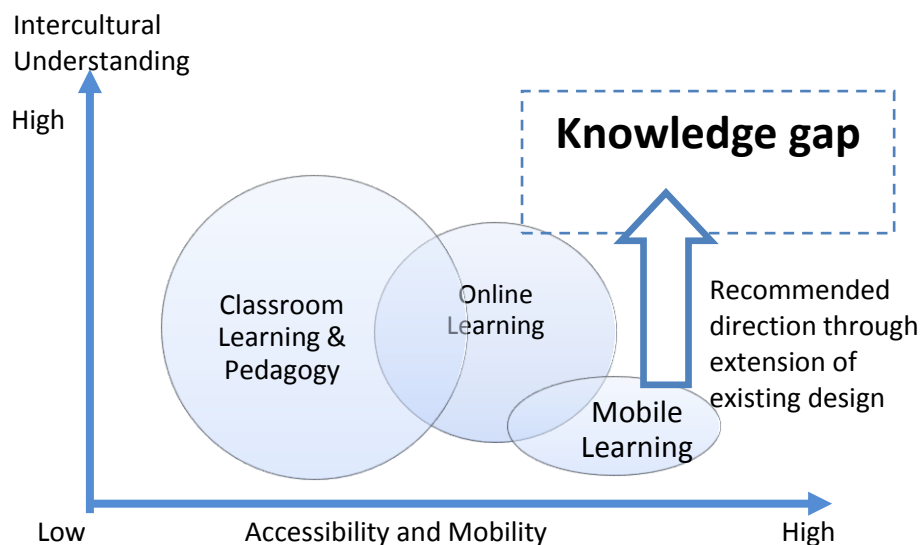 Intercultural
Understanding
High
Knowledge gap
Classroom
Learning &
Pedagogy
Online
Learning
Mobile
Learning
Recommended
direction through
extension of
existing design
Low
Accessibility and Mobility
High